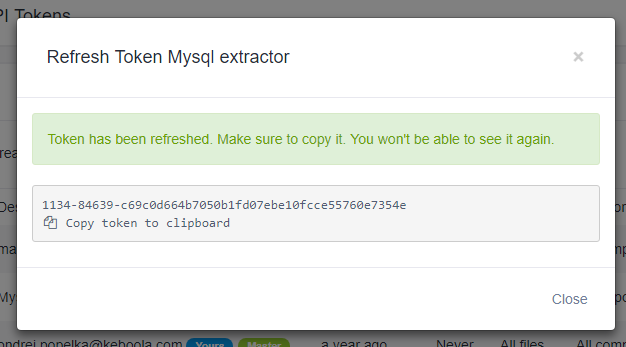 PI Tokens
Refresh Token Mysql extractor
×
Token has been refreshed. Make sure to copy it. You won't be able to see it again.
1134-84639-c69c0d664b7050b1fd07ebe10fcce55760e7354e
Copy token to clipboard
Close
ondrej.popelka@keboola.com Yours Master a year ago Never All files All com